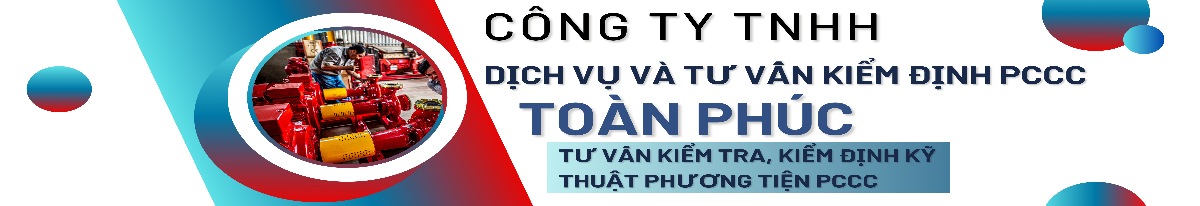 CÔNG TY TNHH
DỊCH VỤ VÀ TƯ VẤN KIỂM ĐỊNH PCCC
TOÀN PHÚC
TƯ VẤN KIỂM TRA, KIỂM ĐỊNH KỸ
THUẬT PHƯƠNG TIỆN PCCC